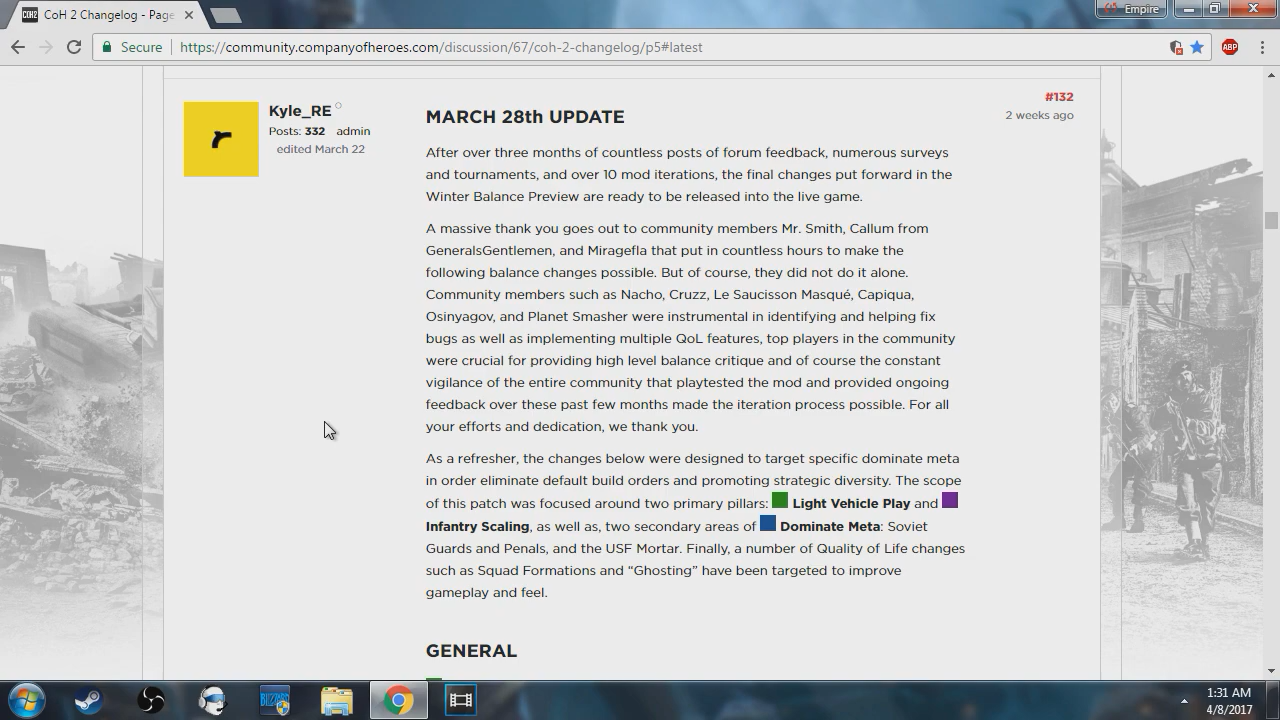 CoH 2 Changelog - Page
Empire
Secure
https://community.companyofheroes.com/discussion/67/coh-2-changelog/p5#latest
ABP
Kyle_RE
Posts: 332 admin
edited March 22
#132
2 weeks ago
MARCH 28th UPDATE
After over three months of countless posts of forum feedback, numerous surveys
and tournaments, and over 10 mod iterations, the final changes put forward in the
Winter Balance Preview are ready to be released into the live game.
A massive thank you goes out to community members Mr. Smith, Callum from
GeneralsGentlemen, and Miragefla that put in countless hours to make the
following balance changes possible. But of course, they did not do it alone.
Community members such as Nacho, Cruzz, Le Saucisson Masqué, Capiqua,
Osinyagov, and Planet Smasher were instrumental in identifying and helping fix
bugs as well as implementing multiple QoL features, top players in the community
were crucial for providing high level balance critique and of course the constant
vigilance of the entire community that playtested the mod and provided ongoing
feedback over these past few months made the iteration process possible. For all
your efforts and dedication, we thank you.
As a refresher, the changes below were designed to target specific dominate meta
in order eliminate default build orders and promoting strategic diversity. The scope
of this patch was focused around two primary pillars: Light Vehicle Play and
Infantry Scaling, as well as, two secondary areas of Dominate Meta: Soviet
Guards and Penals, and the USF Mortar. Finally, a number of Quality of Life changes
such as Squad Formations and “Ghosting” have been targeted to improve
gameplay and feel.
GENERAL
BLIZZARD
1:31 AM
4/8/2017